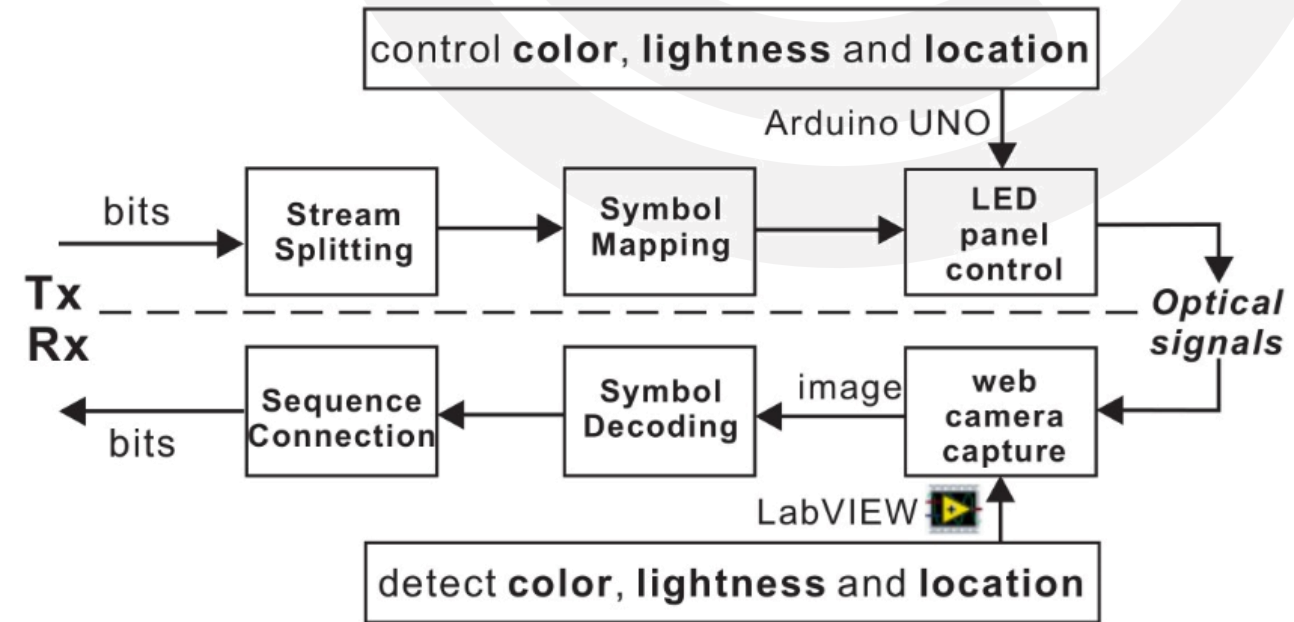 control color, lightness and location
Arduino UNO
bits
Stream
Splitting
Symbol
Mapping
LED
panel
control
Tx
Rx
Optical
signals
Sequence
Connection
Symbol
Decoding
image
web
camera
capture
bits
LabVIEW
detect color, lightness and location